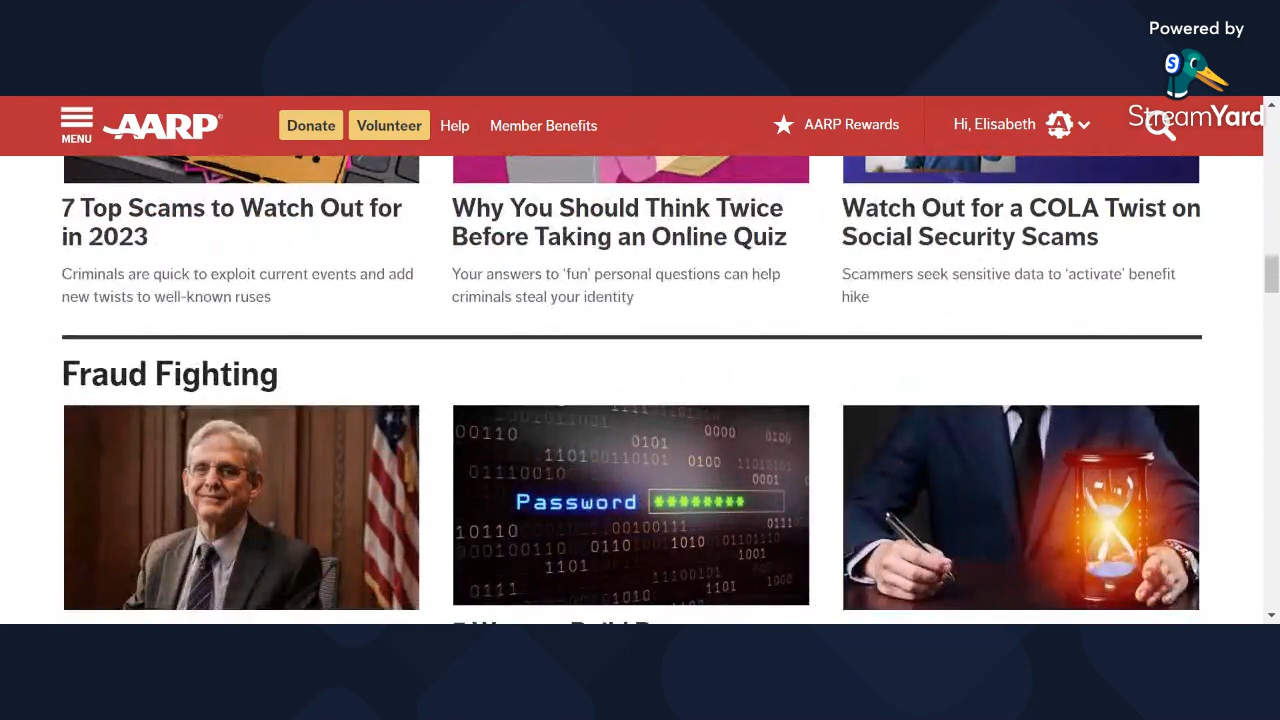 Powered by
S
StreamYard
MENU
AARP
Donate
Volunteer
Help
Member Benefits
AARP Rewards
Hi, Elisabeth
7 Top Scams to Watch Out for
in 2023
Criminals are quick to exploit current events and add
new twists to well-known ruses
Why You Should Think Twice
Before Taking an Online Quiz
Your answers to ‘fun’ personal questions can help
criminals steal your identity
Watch Out for a COLA Twist on
Social Security Scams
Scammers seek sensitive data to ‘activate’ benefit
hike
Fraud Fighting
Password ********